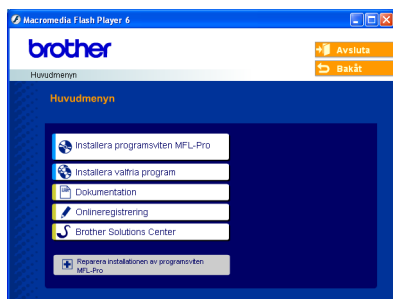 Macromedia Flash Player 6
brother
Avsluta
Bakåt
Huvudmenyn
Huvudmenyn
Installera programsviten MFL-Pro
Installera valfria program
Dokumentation
Onlineregistrering
Brother Solutions Center
Reparera installationen av programsviten
MFL-Pro